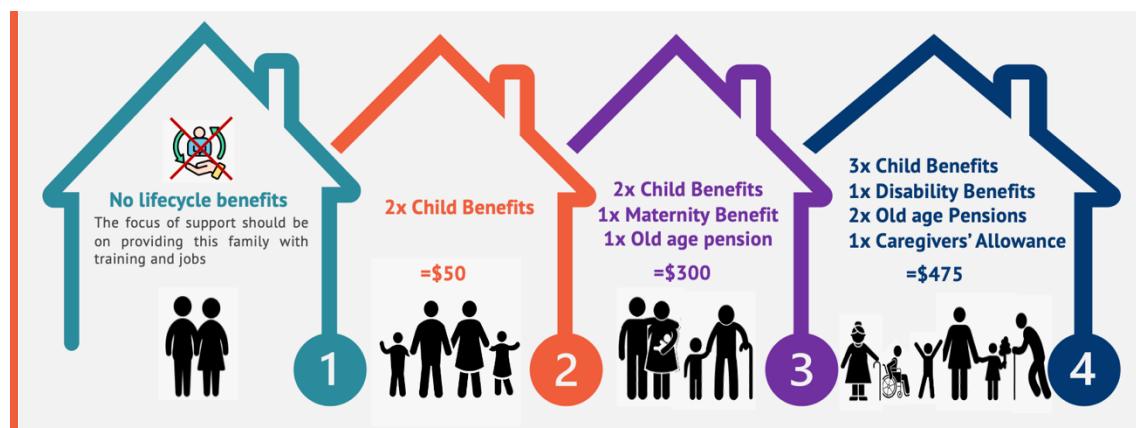 No lifecycle benefits
The focus of support should be
on providing this family with
training and jobs
1
2x Child Benefits
=$50
2
2x Child Benefits
1x Maternity Benefit
1x Old age pension
=$300
3
3x Child Benefits
1x Disability Benefits
2x Old age Pensions
1x Caregivers’ Allowance
=$475
4